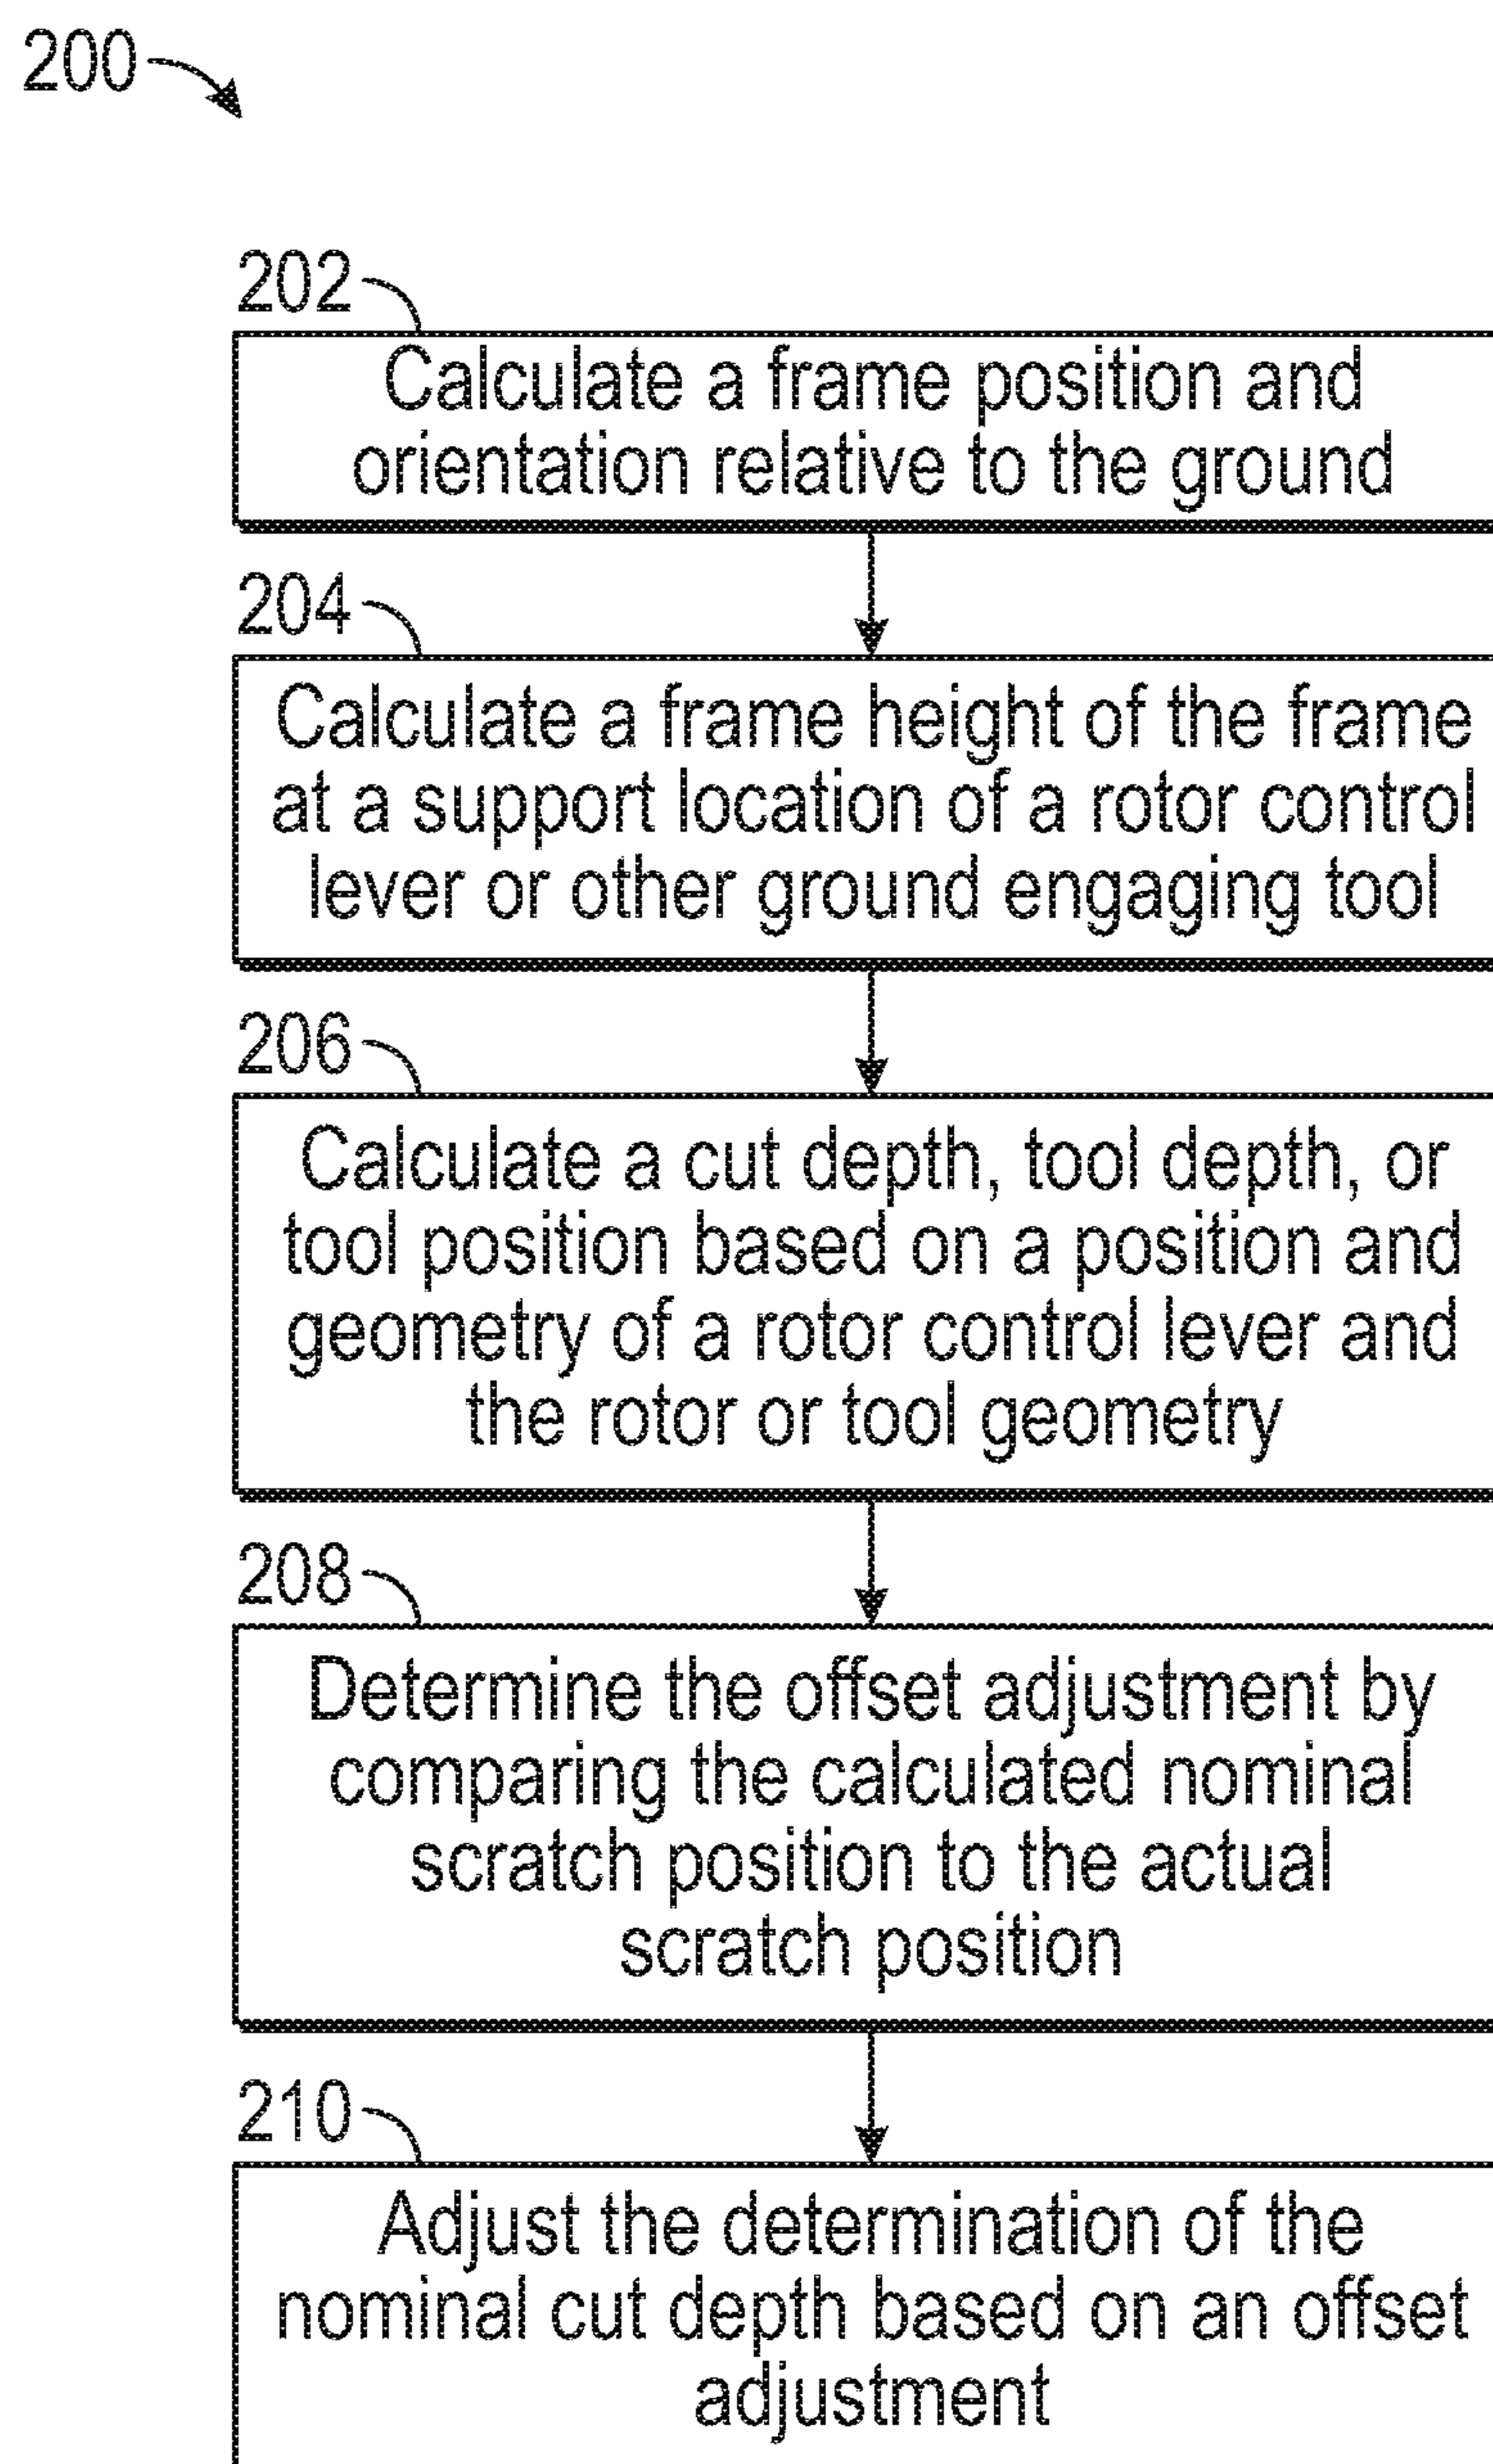 200
202
Calculate a frame position and
orientation relative to the ground
204
Calculate a frame height of the frame
at a support location of a rotor control
lever or other ground engaging tool
206
Calculate a cut depth, tool depth, or
tool position based on a position and
geometry of a rotor control lever and
the rotor or tool geometry
208
Determine the offset adjustment by
comparing the calculated nominal
scratch position to the actual
scratch position
210
Adjust the determination of the
nominal cut depth based on an offset
adjustment